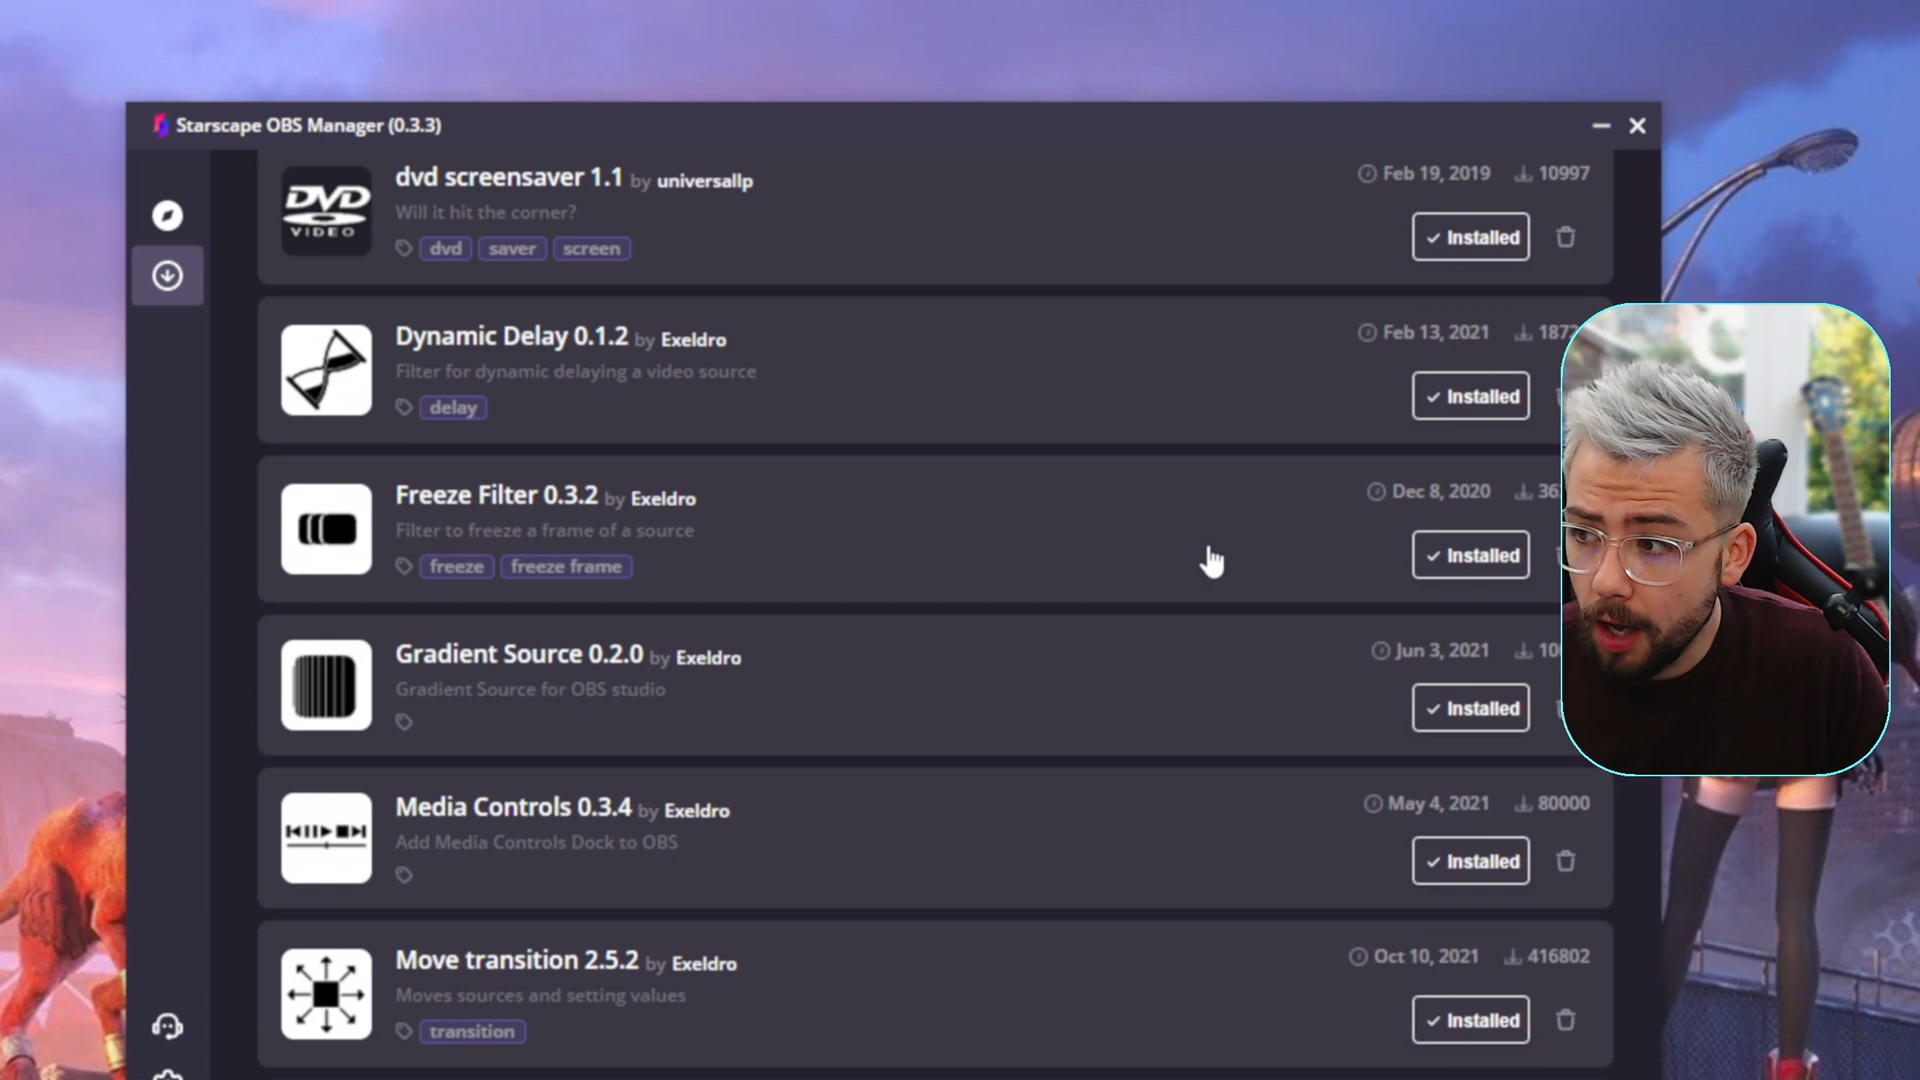 Starscape OBS Manager (0.3.3)
DVD
VIDEO
dvd screensaver 1.1 by universallp
Feb 19, 2019 10997
Will it hit the corner?
Installed
dvd saver screen
Dynamic Delay 0.1.2 by Exeldro
Feb 13, 2021
Filter for dynamic delaying a video source
Installed
delay
Freeze Filter 0.3.2 by Exeldro
Dec 8, 2020
Filter to freeze a frame of a source
Installed
freeze freeze frame
Gradient Source 0.2.0 by Exeldro
Jun 3, 2021
Gradient Source for OBS studio
Installed
Media Controls 0.3.4 by Exeldro
May 4, 2021 80000
Add Media Controls Dock to OBS
Installed
Move transition 2.5.2 by Exeldro
Oct 10, 2021 416802
Moves sources and setting values
Installed
transition